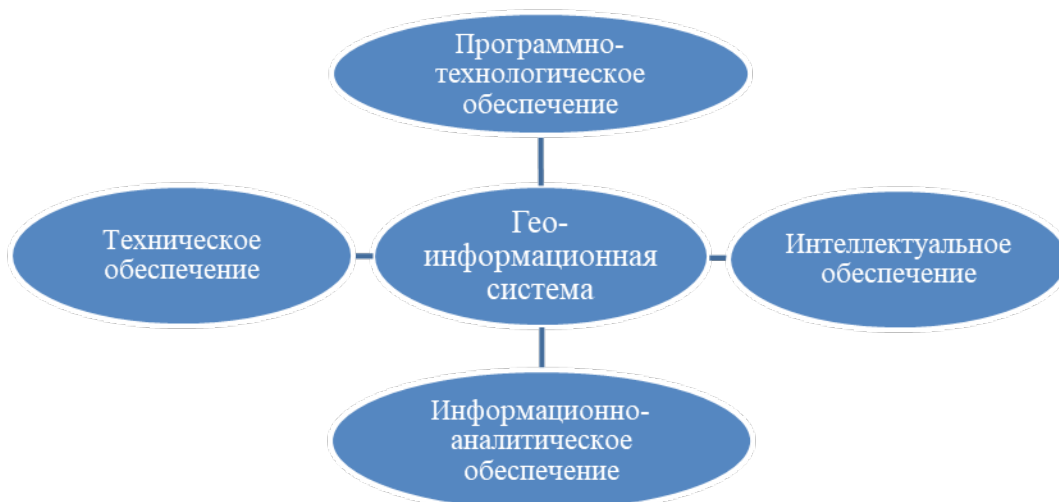 Программно-
технологическое
обеспечение
Техническое
обеспечение
Гео-
информационная
система
Интеллектуальное
обеспечение
Информационно-
аналитическое
обеспечение